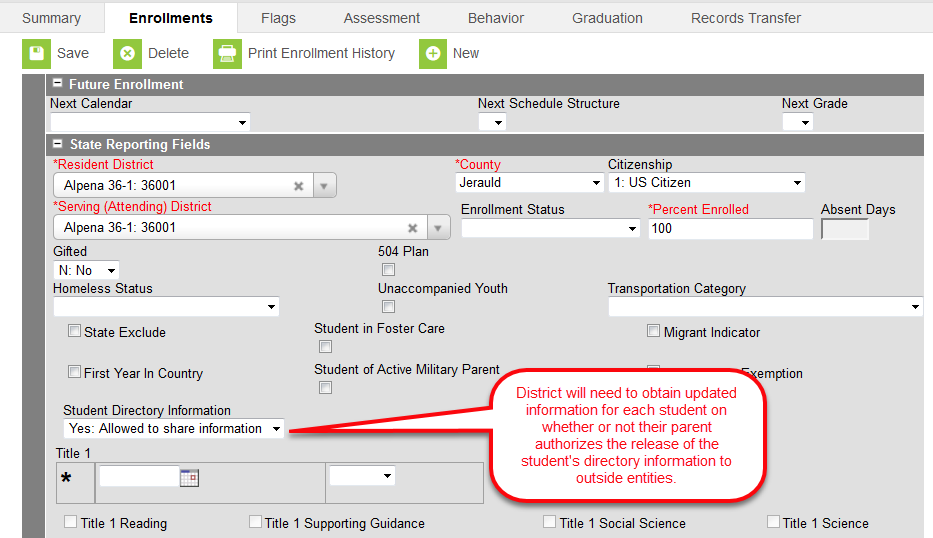 Summary Enrollments Flags Assessment Behavior Graduation Records Transfer
Save Delete Print Enrollment History New
Future Enrollment
Next Calendar Next Schedule Structure Next Grade
State Reporting Fields
*Resident District *County Citizenship
Alpena 36-1: 36001 Jerauld 1: US Citizen
*Serving (Attending) District Enrollment Status *Percent Enrolled Absent Days
Alpena 36-1: 36001 100
Gifted 504 Plan
N: No
Homeless Status Unaccompanied Youth Transportation Category
State Exclude Student in Foster Care Migrant Indicator
First Year In Country Student of Active Military Parent Exemption
Student Directory Information
Yes: Allowed to share information
District will need to obtain updated
information for each student on
whether or not their parent
authorizes the release of the
student's directory information to
outside entities.
Title 1
*
Title 1 Reading Title 1 Supporting Guidance Title 1 Social Science Title 1 Science